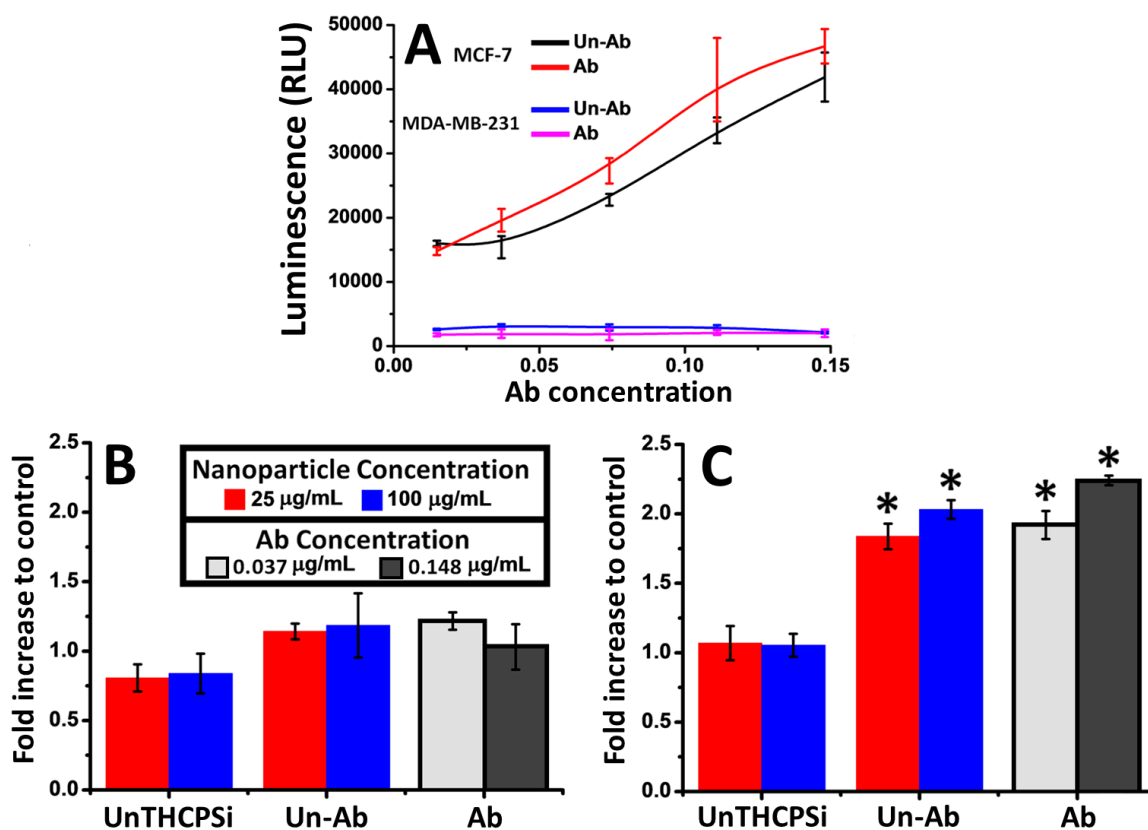 A
MCF-7
Un-Ab
Ab
MDA-MB-231
Un-Ab
Ab
Luminescence (RLU)
50000
40000
30000
20000
10000
0
0.00 0.05 0.10 0.15
Ab concentration
B
Fold increase to control
2.5
2.0
1.5
1.0
0.5
0.0
Nanoparticle Concentration
25 µg/mL 100 µg/mL
Ab Concentration
0.037 µg/mL 0.148 µg/mL
UnTHCPSi Un-Ab Ab
C
Fold increase to control
2.5
2.0
1.5
1.0
0.5
0.0
* * * *
UnTHCPSi Un-Ab Ab